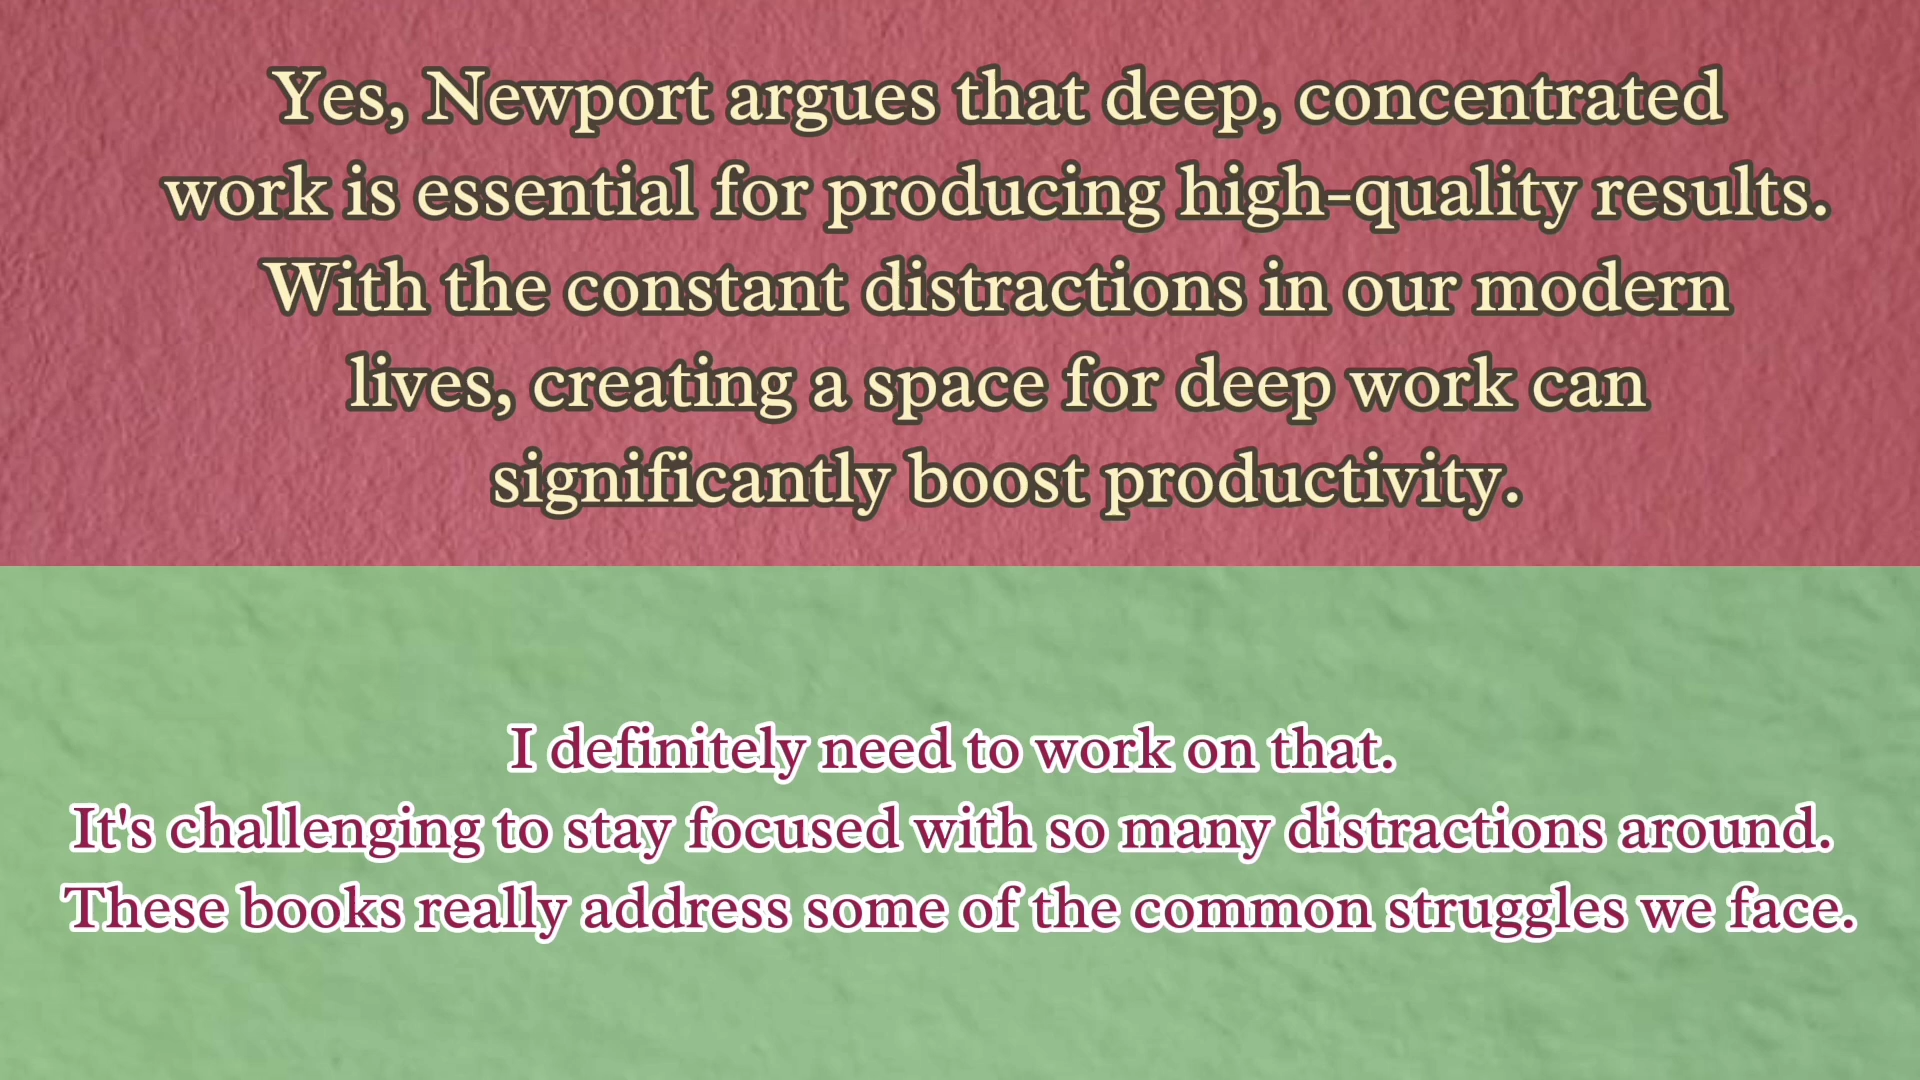 Yes, Newport argues that deep, concentrated
work is essential for producing high-quality results.
With the constant distractions in our modern
lives, creating a space for deep work can
significantly boost productivity.
I definitely need to work on that.
It's challenging to stay focused with so many distractions around.
These books really address some of the common struggles we face.